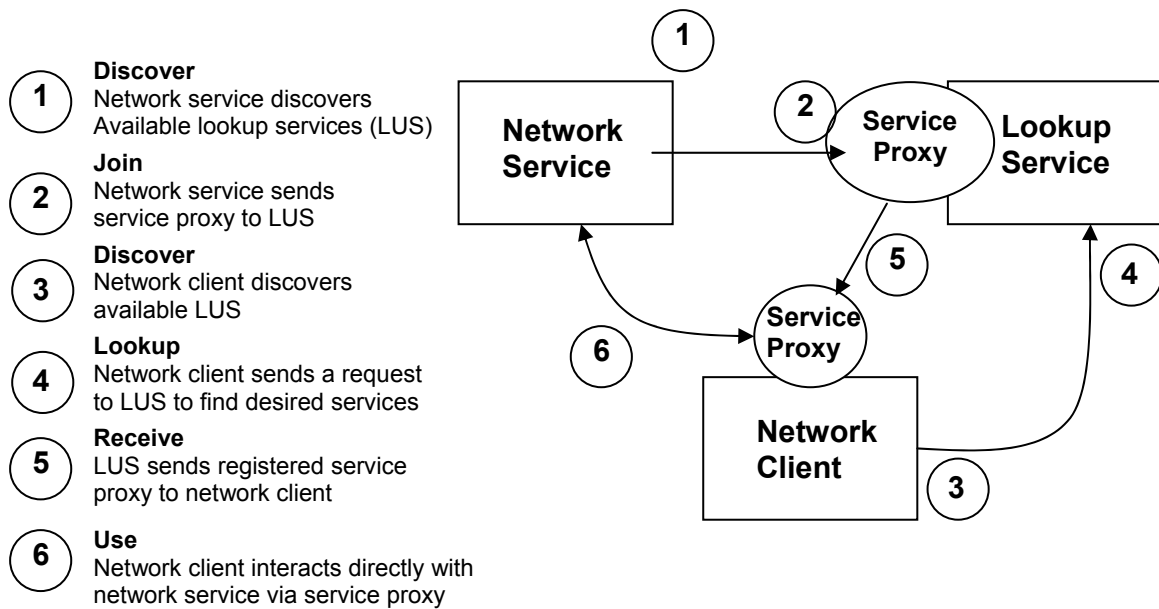 1
Discover
Network service discovers
Available lookup services (LUS)
2
Join
Network service sends
service proxy to LUS
3
Discover
Network client discovers
available LUS
4
Lookup
Network client sends a request
to LUS to find desired services
5
Receive
LUS sends registered service
proxy to network client
6
Use
Network client interacts directly with
network service via service proxy
1
Network
Service
2
Service
Proxy
Lookup
Service
5
4
Service
Proxy
6
Network
Client
3